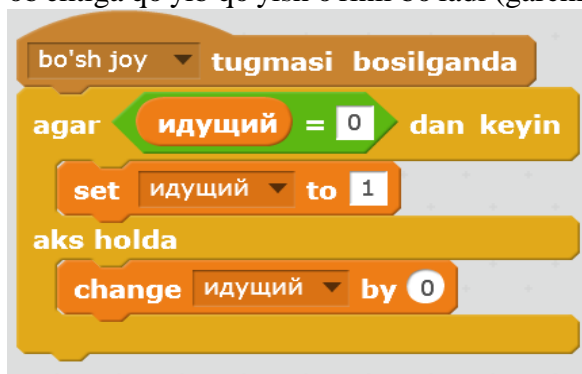 bo'sh joy tugmasi bosilganda
agar идущий = 0 dan keyin
set идущий to 1
aks holda
change идущий by 0